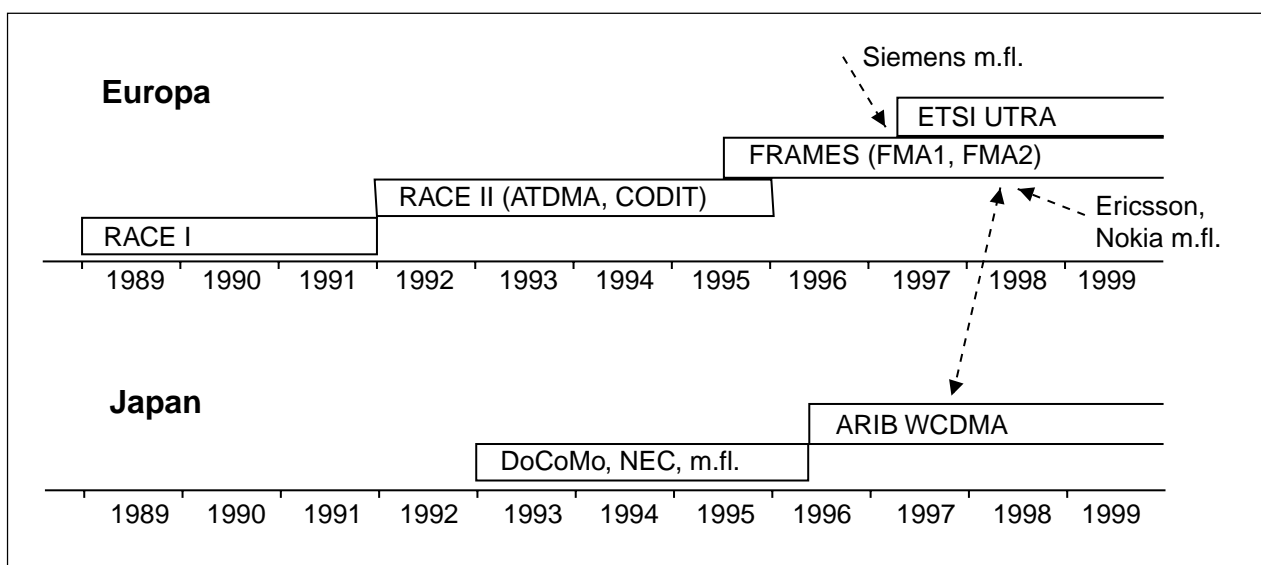 Siemens m.fl.
Europa
ETSI UTRA
FRAMES (FMA1, FMA2)
RACE II (ATDMA, CODIT)
Ericsson,
Nokia m.fl.
RACE I
1989 1990 1991 1992 1993 1994 1995 1996 1997 1998 1999
Japan
ARIB WCDMA
DoCoMo, NEC, m.fl.
1989 1990 1991 1992 1993 1994 1995 1996 1997 1998 1999